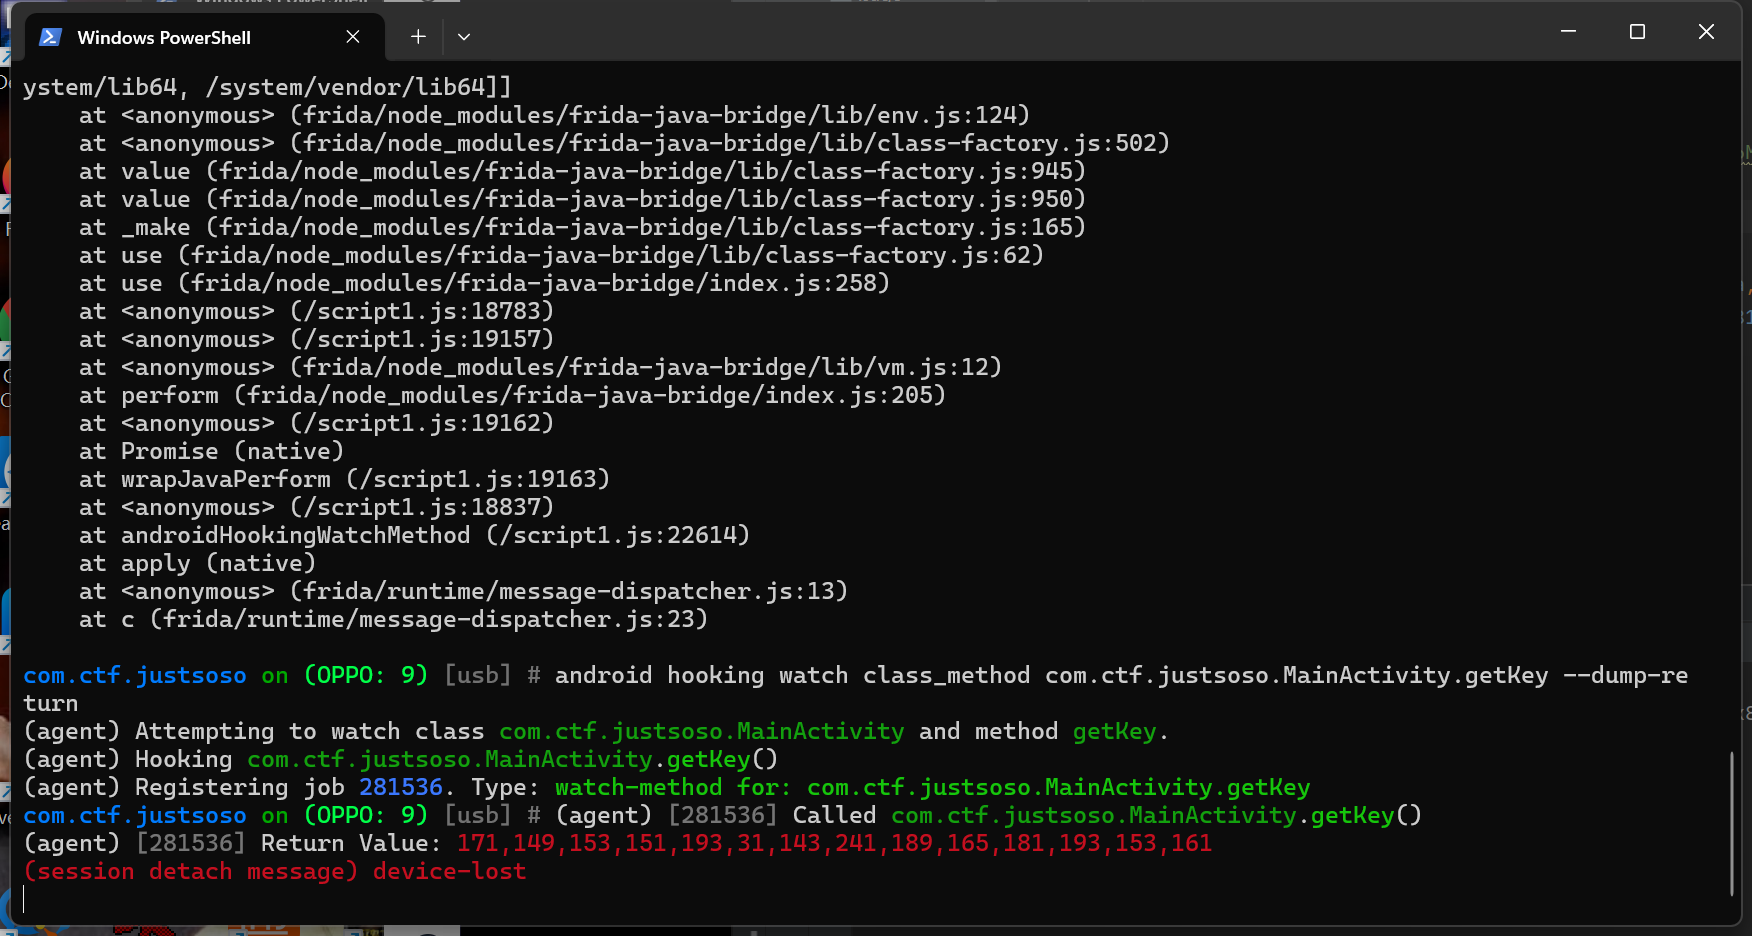 Windows PowerShell
ystem/lib64, /system/vendor/lib64]]
at <anonymous> (frida/node_modules/frida-java-bridge/lib/env.js:124)
at <anonymous> (frida/node_modules/frida-java-bridge/lib/class-factory.js:502)
at value (frida/node_modules/frida-java-bridge/lib/class-factory.js:945)
at value (frida/node_modules/frida-java-bridge/lib/class-factory.js:950)
at _make (frida/node_modules/frida-java-bridge/lib/class-factory.js:165)
at use (frida/node_modules/frida-java-bridge/lib/class-factory.js:62)
at use (frida/node_modules/frida-java-bridge/index.js:258)
at <anonymous> (/script1.js:18783)
at <anonymous> (/script1.js:19157)
at <anonymous> (frida/node_modules/frida-java-bridge/lib/vm.js:12)
at perform (frida/node_modules/frida-java-bridge/index.js:205)
at <anonymous> (/script1.js:19162)
at Promise (native)
at wrapJavaPerform (/script1.js:19163)
at <anonymous> (/script1.js:18837)
at androidHookingWatchMethod (/script1.js:22614)
at apply (native)
at <anonymous> (frida/runtime/message-dispatcher.js:13)
at c (frida/runtime/message-dispatcher.js:23)
com.ctf.justsoso on (OPPO: 9) [usb] # android hooking watch class_method com.ctf.justsoso.MainActivity.getKey --dump-re
turn
(agent) Attempting to watch class com.ctf.justsoso.MainActivity and method getKey.
(agent) Hooking com.ctf.justsoso.MainActivity.getKey()
(agent) Registering job 281536. Type: watch-method for: com.ctf.justsoso.MainActivity.getKey
com.ctf.justsoso on (OPPO: 9) [usb] # (agent) [281536] Called com.ctf.justsoso.MainActivity.getKey()
(agent) [281536] Return Value: 171,149,153,151,193,31,143,241,189,165,181,193,153,161
(session detach message) device-lost